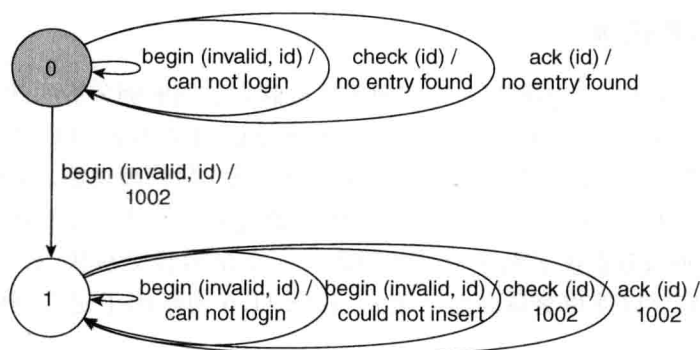 0
begin (invalid, id) /
can not login
check (id) /
no entry found
ack (id) /
no entry found
begin (invalid, id) /
1002
1
begin (invalid, id) /
can not login
begin (invalid, id) /
could not insert
check (id) /
1002
ack (id) /
1002